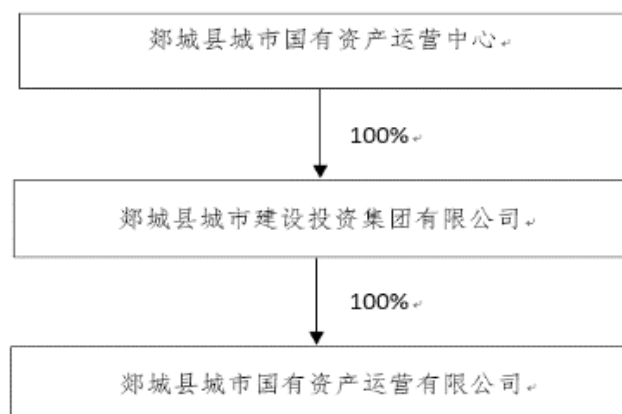 郯城县城市国有资产运营中心
100%
郯城县城市建设投资集团有限公司
100%
郯城县城市国有资产运营有限公司